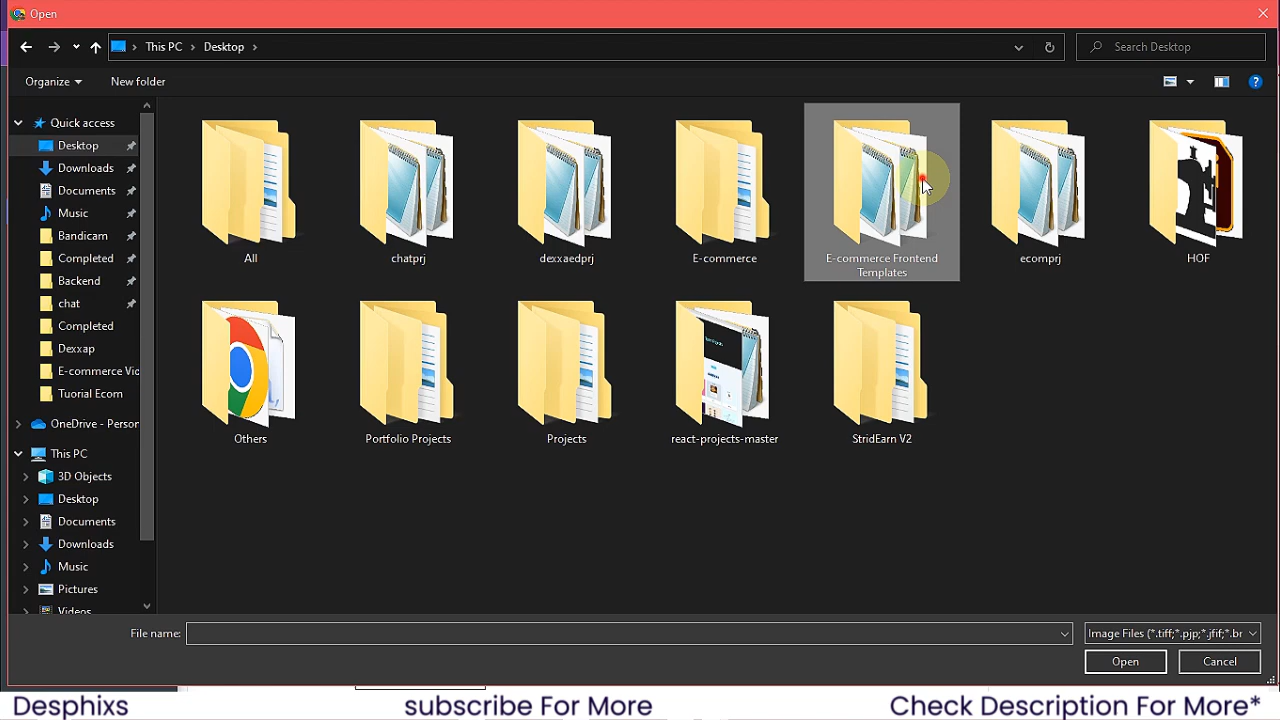 Open
This PC
Desktop
Search Desktop
Organize
New folder
Quick access
Desktop
Downloads
Documents
Music
Bandicam
Completed
Backend
chat
Completed
Dexxap
E-commerce Vic
Tuorial Ecom
OneDrive - Person
This PC
3D Objects
Desktop
Documents
Downloads
Music
Pictures
Videos
All
chatprj
dexxaedprj
E-commerce
E-commerce Frontend
Templates
ecomprj
HOF
Others
Portfolio Projects
Projects
react-projects-master
StridEarn V2
File name:
Image Files (*.tiff;*.pjp;*.jfif;*.br
Open
Cancel
Desphixs
subscribe For More
Check Description For More*